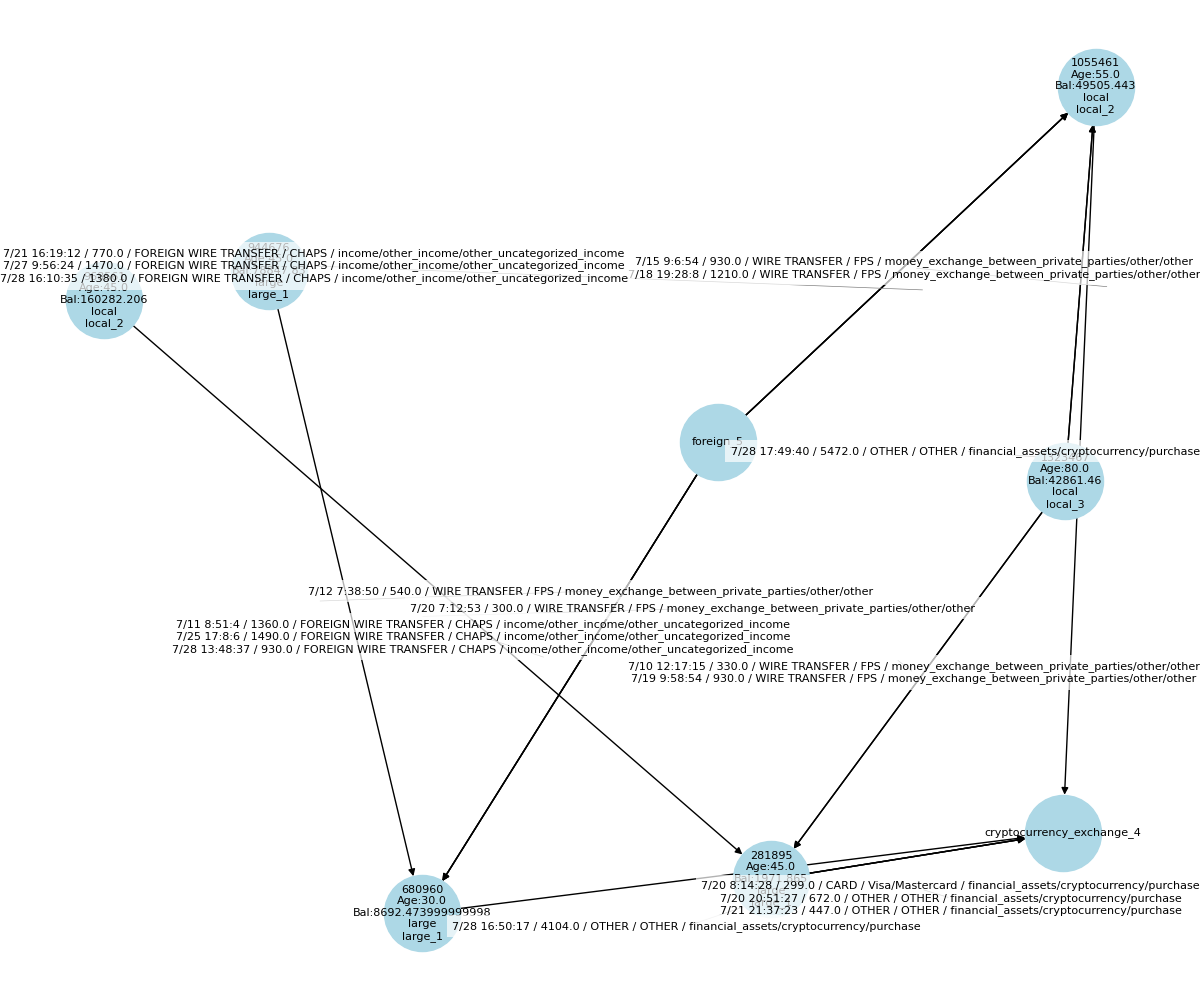 1055461
Age:55.0
Bal:49505.443
local
local_2
7/21 16:19:12 / 770.0 / FOREIGN WIRE TRANSFER / CHAPS / income/other_income/other_uncategorized_income
7/27 9:56:24 / 1470.0 / FOREIGN WIRE TRANSFER / CHAPS / income/other_income/other_uncategorized_income
7/28 16:10:35 / 1380.0 / FOREIGN WIRE TRANSFER / CHAPS / income/other_income/other_uncategorized_income
large
large_1
Age:45.0
Bal:160282.206
local
local_2
7/15 9:6:54 / 930.0 / WIRE TRANSFER / FPS / money_exchange_between_private_parties/other/other
7/18 19:28:8 / 1210.0 / WIRE TRANSFER / FPS / money_exchange_between_private_parties/other/other
foreign_5
7/28 17:49:40 / 5472.0 / OTHER / OTHER / financial_assets/cryptocurrency/purchase
Age:80.0
Bal:42861.46
local
local_3
7/12 7:38:50 / 540.0 / WIRE TRANSFER / FPS / money_exchange_between_private_parties/other/other
7/20 7:12:53 / 300.0 / WIRE TRANSFER / FPS / money_exchange_between_private_parties/other/other
7/11 8:51:4 / 1360.0 / FOREIGN WIRE TRANSFER / CHAPS / income/other_income/other_uncategorized_income
7/25 17:8:6 / 1490.0 / FOREIGN WIRE TRANSFER / CHAPS / income/other_income/other_uncategorized_income
7/28 13:48:37 / 930.0 / FOREIGN WIRE TRANSFER / CHAPS / income/other_income/other_uncategorized_income
7/10 12:17:15 / 330.0 / WIRE TRANSFER / FPS / money_exchange_between_private_parties/other/other
7/19 9:58:54 / 930.0 / WIRE TRANSFER / FPS / money_exchange_between_private_parties/other/other
cryptocurrency_exchange_4
281895
Age:45.0
7/20 8:14:28 / 299.0 / CARD / Visa/Mastercard / financial_assets/cryptocurrency/purchase
7/20 20:51:27 / 672.0 / OTHER / OTHER / financial_assets/cryptocurrency/purchase
7/21 21:37:23 / 447.0 / OTHER / OTHER / financial_assets/cryptocurrency/purchase
680960
Age:30.0
Bal:8692.473999999998
large
large_1
7/28 16:50:17 / 4104.0 / OTHER / OTHER / financial_assets/cryptocurrency/purchase